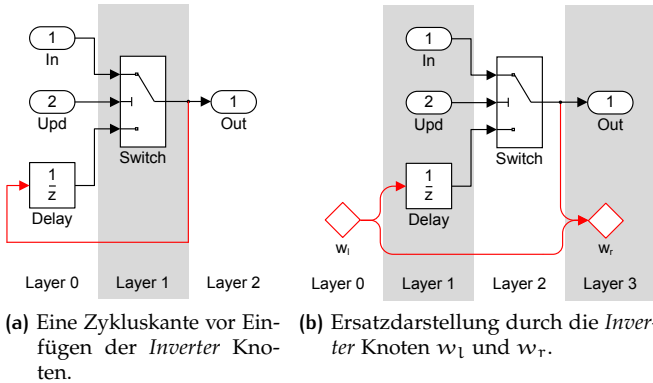 1
In
2
Upd
Switch
1
Out
1
z
Delay
Layer 0
Layer 1
Layer 2
(a) Eine Zykluskante vor Ein-
fügen der Inverter Kno-
ten.
1
In
2
Upd
Switch
1
Out
1
z
Delay
wl
wr
Layer 0
Layer 1
Layer 2
Layer 3
(b) Ersatzdarstellung durch die Inver-
ter Knoten wl und wr.